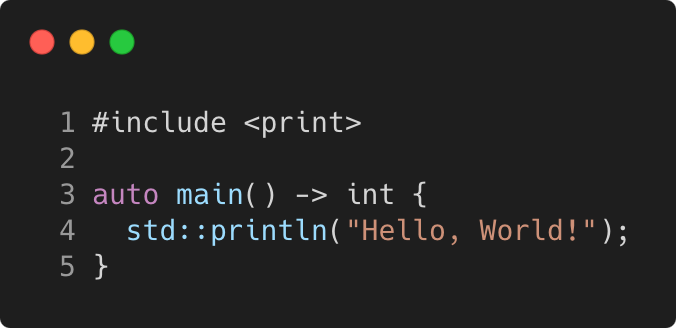 1 #include <print>
2
3 auto main() -> int {
4   std::println("Hello, World!");
5 }